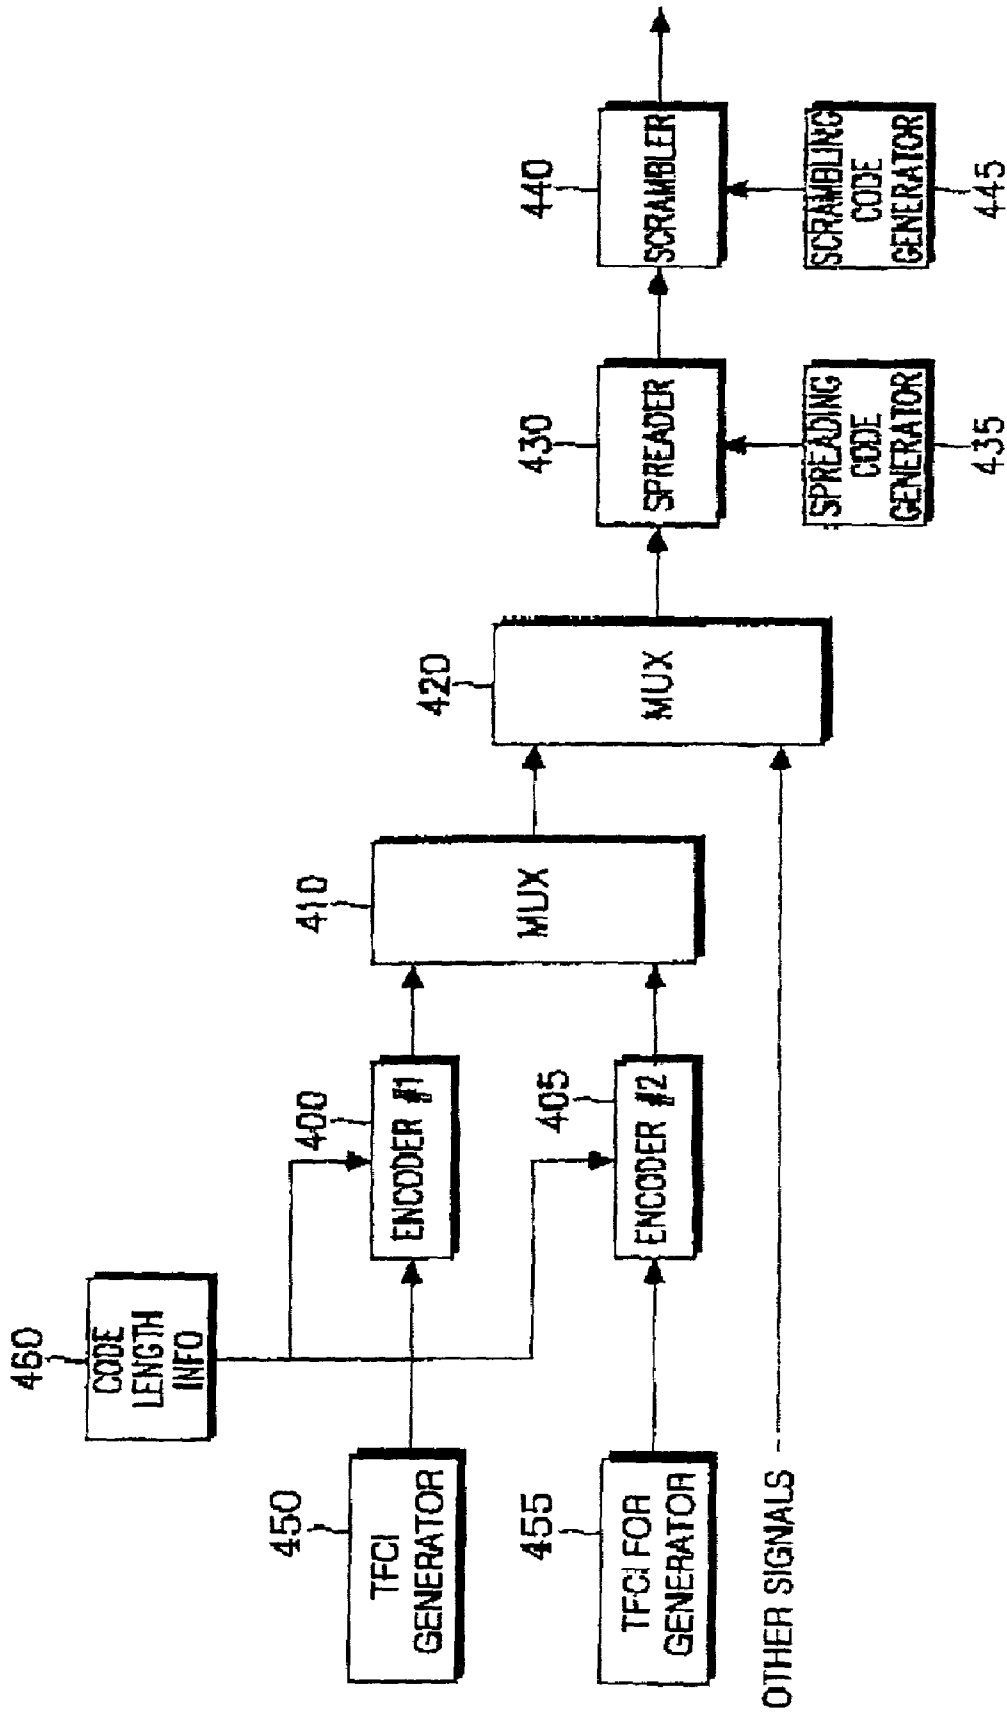 460
CODE
LENGTH
INFO
450
TFCI
GENERATOR
400
ENCODER #1
410
MUX
420
MUX
430
SPREADER
440
SCRAMBLER
455
TFCI FOR
GENERATOR
405
ENCODER #2
SPREADING
CODE
GENERATOR
435
SCRAMBLING
CODE
GENERATOR
445
OTHER SIGNALS